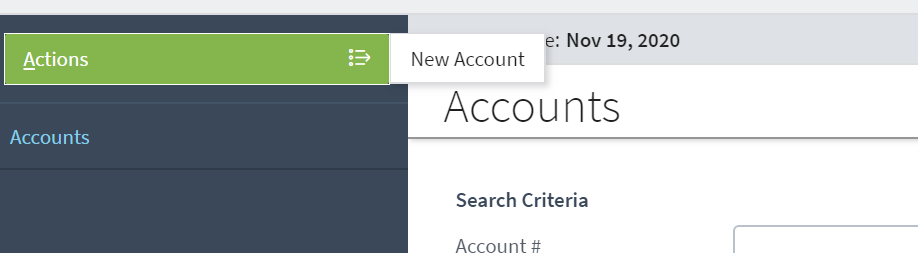 Actions
New Account
e: Nov 19, 2020
Accounts
Accounts
Search Criteria
Account #